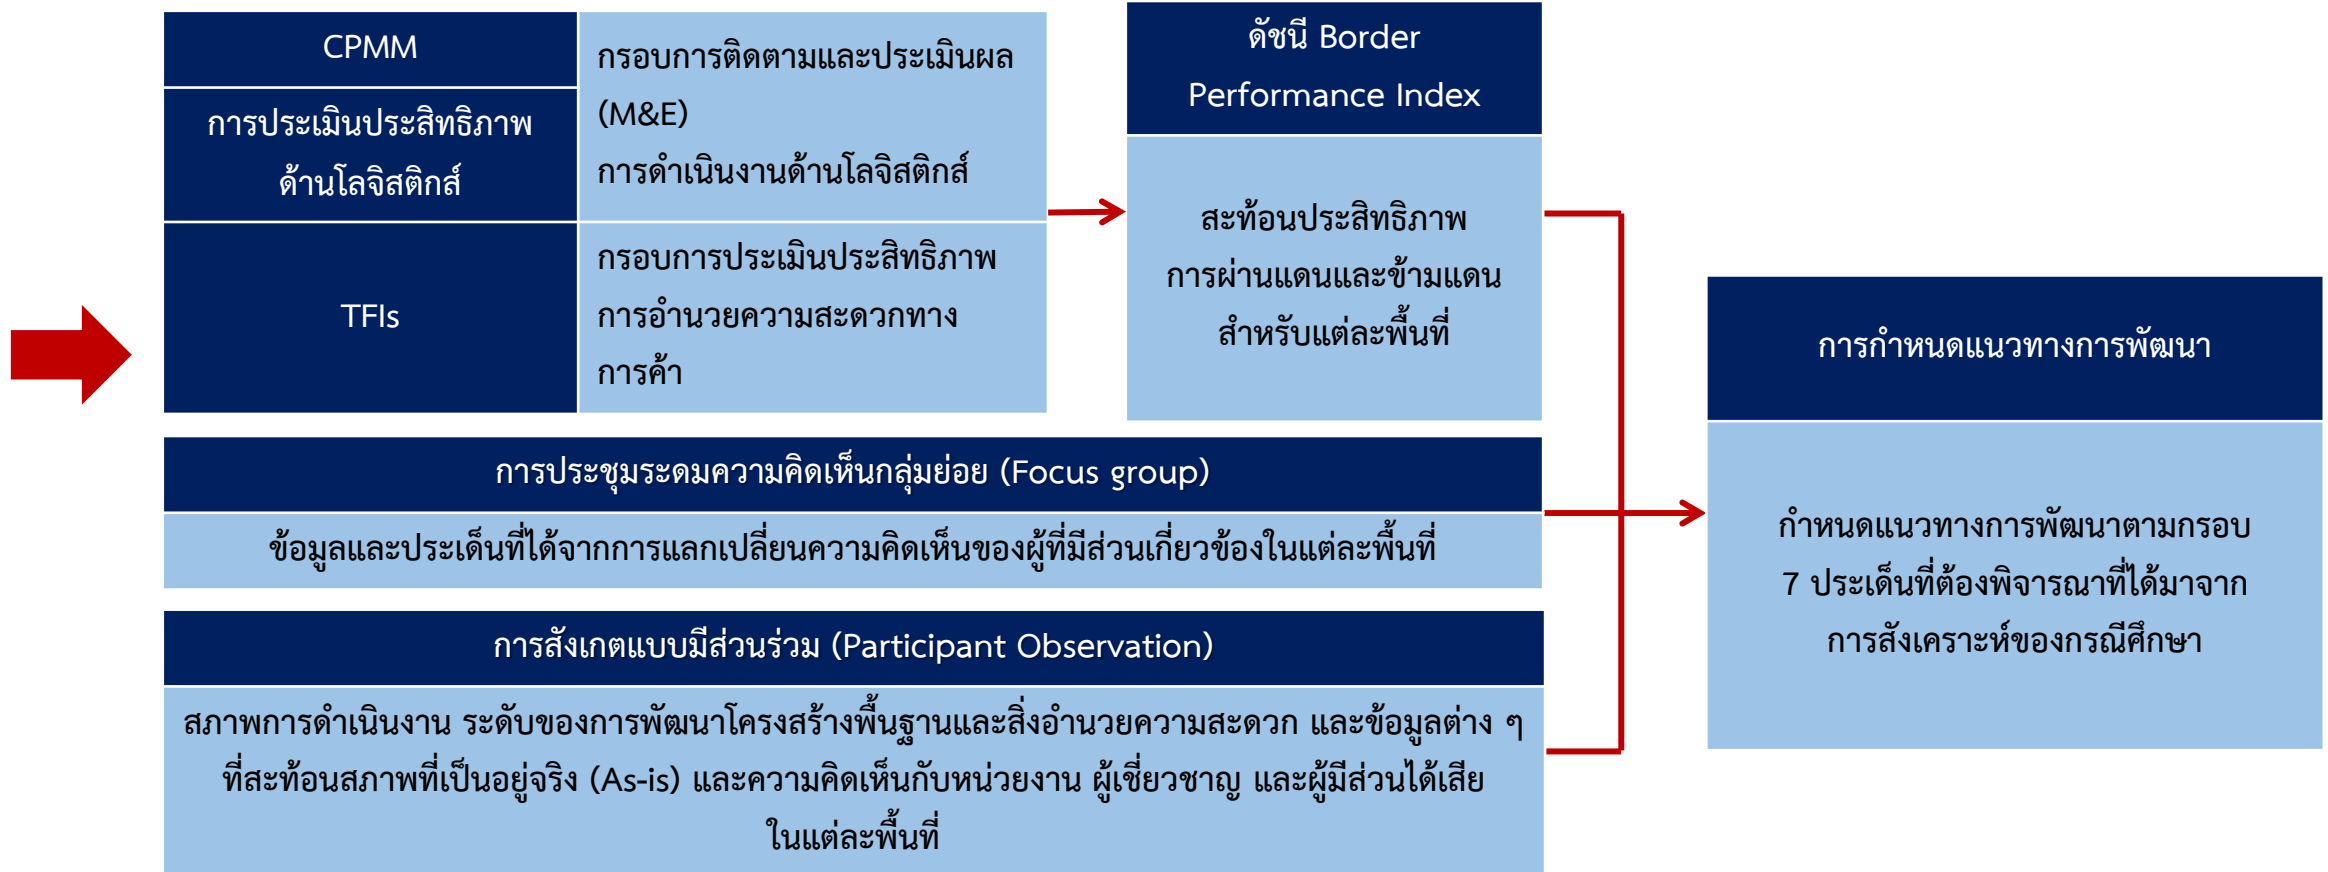 CPMM
การประเมินประสิทธิภาพ
ด้านโลจิสติกส์
กรอบการติดตามและประเมินผล
(M&E)
การดำเนินงานด้านโลจิสติกส์
TFIs
กรอบการประเมินประสิทธิภาพ
การอำนวยความสะดวกทาง
การค้า
ดัชนี Border
Performance Index
สะท้อนประสิทธิภาพ
การผ่านแดนและข้ามแดน
สำหรับแต่ละพื้นที่
การประชุมระดมความคิดเห็นกลุ่มย่อย (Focus group)
ข้อมูลและประเด็นที่ได้จากการแลกเปลี่ยนความคิดเห็นของผู้ที่มีส่วนเกี่ยวข้องในแต่ละพื้นที่
การสังเกตแบบมีส่วนร่วม (Participant Observation)
สภาพการดำเนินงาน ระดับของการพัฒนาโครงสร้างพื้นฐานและสิ่งอำนวยความสะดวก และข้อมูลต่าง ๆ
ที่สะท้อนสภาพที่เป็นอยู่จริง (As-is) และความคิดเห็นกับหน่วยงาน ผู้เชี่ยวชาญ และผู้มีส่วนได้เสีย
ในแต่ละพื้นที่
การกำหนดแนวทางการพัฒนา
กำหนดแนวทางการพัฒนาตามกรอบ
7 ประเด็นที่ต้องพิจารณาที่ได้มาจาก
การสังเคราะห์ของกรณีศึกษา